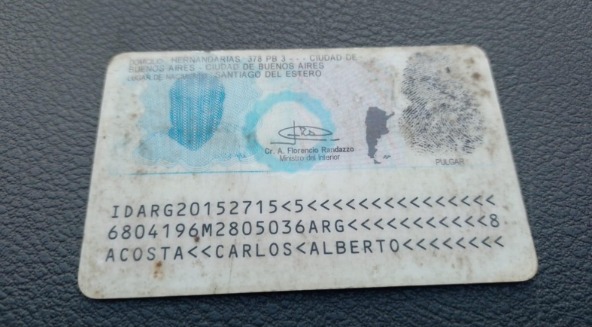 DOMICILIO: HERNANDARIAS 378 PB 3 - - - CIUDAD DE
BUENOS AIRES - CIUDAD DE BUENOS AIRES
LUGAR DE NACIMIENTO: SANTIAGO DEL ESTERO
Cr. A. Florencio Randazzo
Ministro del Interior
PULGAR
IDARG20152715<5<<<<<<<<<<<<<<<
6804196M2805036ARG<<<<<<<<<<<8
ACOSTA<<CARLOS<ALBERTO<<<<<<<<